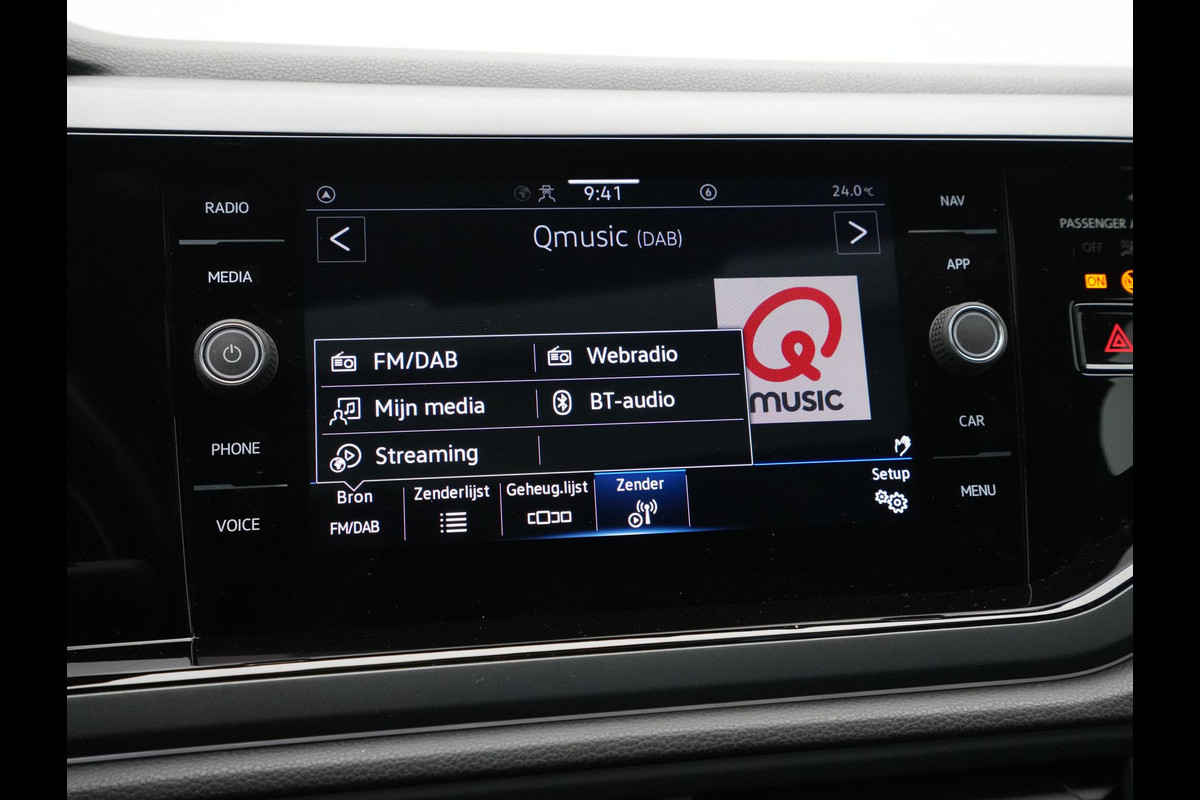 RADIO
MEDIA
PHONE
VOICE
9:41
6
24.0°C
Qmusic (DAB)
Q
MUSIC
FM/DAB
Webradio
Mijn media
BT-audio
Streaming
Bron
FM/DAB
Zenderlijst
Geheug.lijst
Zender
Setup
NAV
APP
CAR
MENU
PASSENGER
OFF
ON